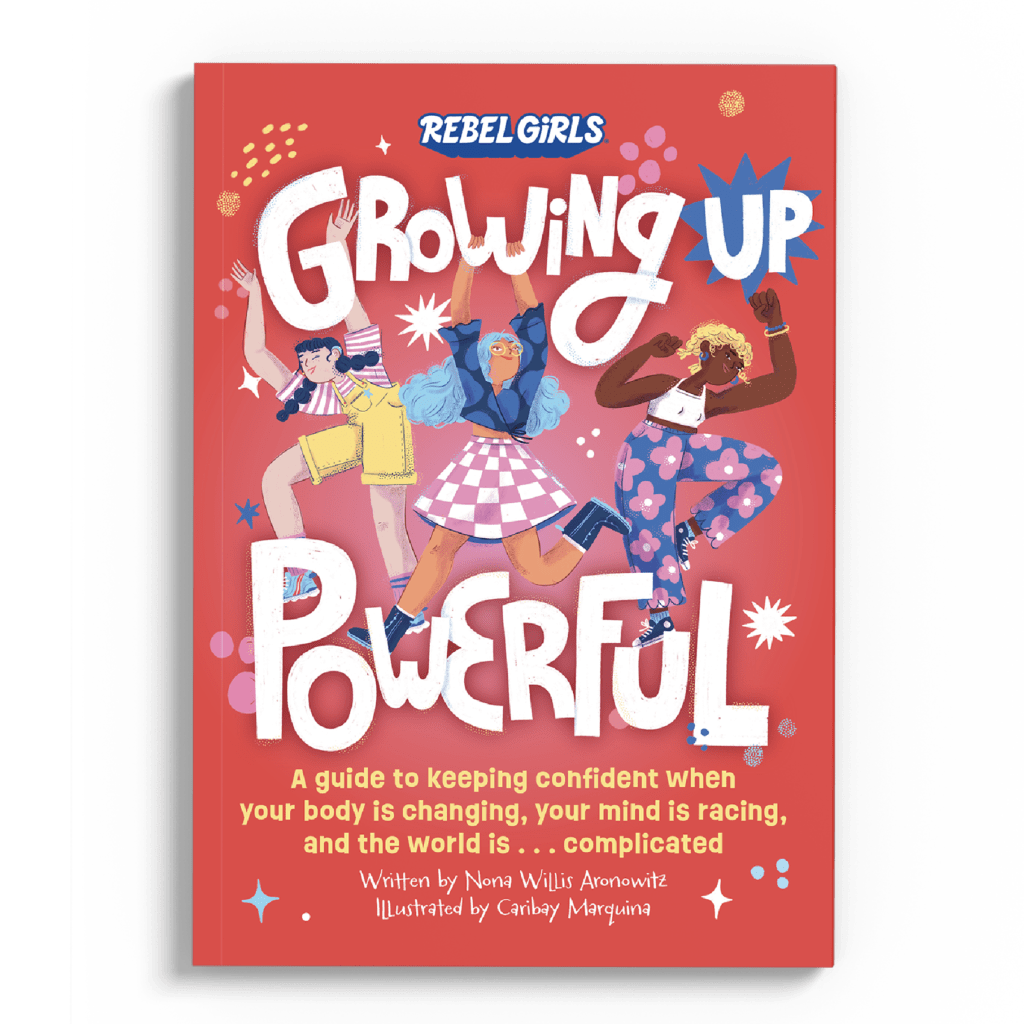 REBEL GIRLS
GROWING UP
POWERFUL
A guide to keeping confident when
your body is changing, your mind is racing,
and the world is . . . complicated
Written by Nona Willis Aronowitz
Illustrated by Caribay Marquina